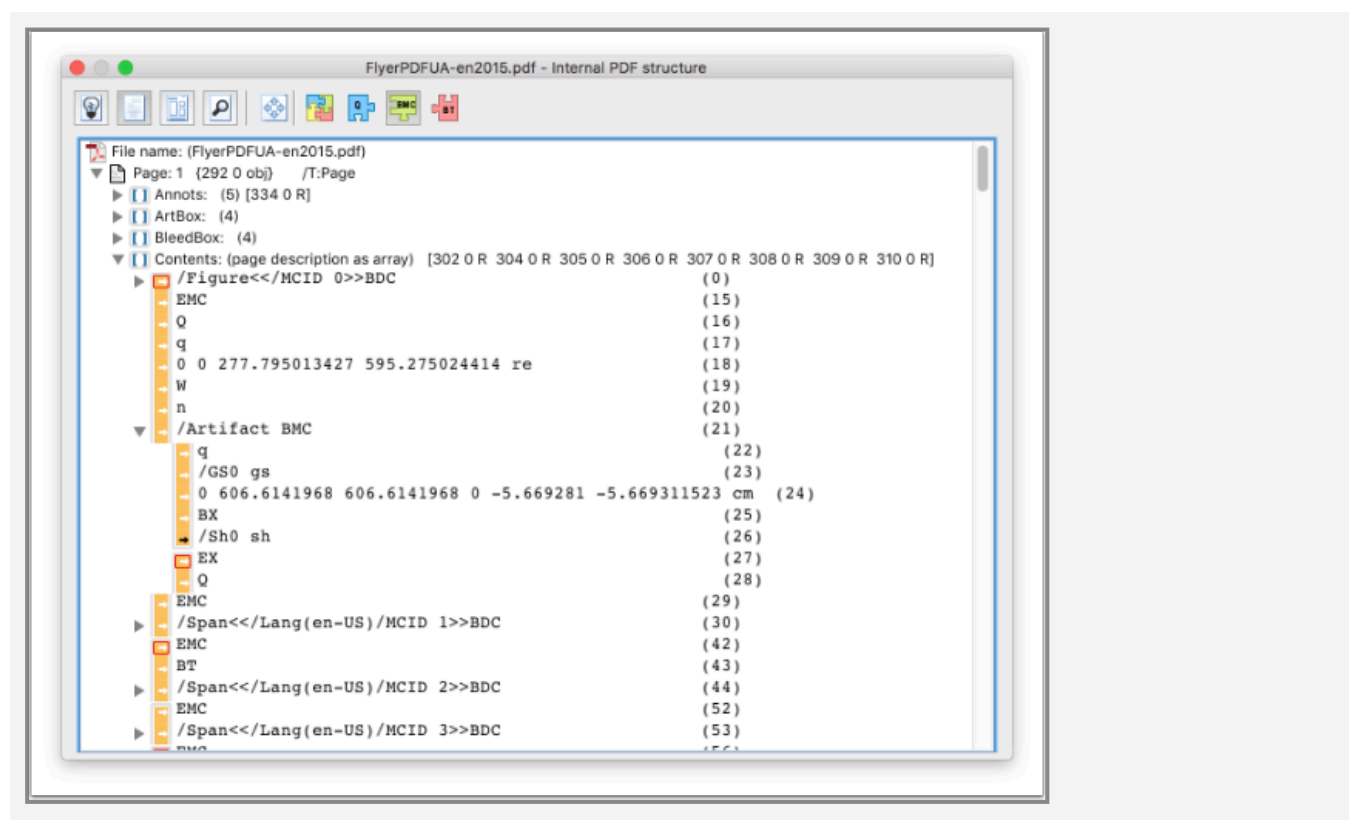 FlyerPDFUA-en2015.pdf - Internal PDF structure
Q EMC BT
File name: (FlyerPDFUA-en2015.pdf)
Page: 1 {292 0 obj} /T:Page
Annots: (5) [334 0 R]
ArtBox: (4)
BleedBox: (4)
Contents: (page description as array) [302 0 R 304 0 R 305 0 R 306 0 R 307 0 R 308 0 R 309 0 R 310 0 R]
/Figure<</MCID 0>>BDC (0)
EMC (15)
Q (16)
q (17)
0 0 277.795013427 595.275024414 re (18)
W (19)
n (20)
/Artifact BMC (21)
q (22)
/GS0 gs (23)
0 606.6141968 606.6141968 0 -5.669281 -5.669311523 cm (24)
BX (25)
/Sh0 sh (26)
EX (27)
Q (28)
EMC (29)
/Span<</Lang(en-US)/MCID 1>>BDC (30)
EMC (42)
BT (43)
/Span<</Lang(en-US)/MCID 2>>BDC (44)
EMC (52)
/Span<</Lang(en-US)/MCID 3>>BDC (53)